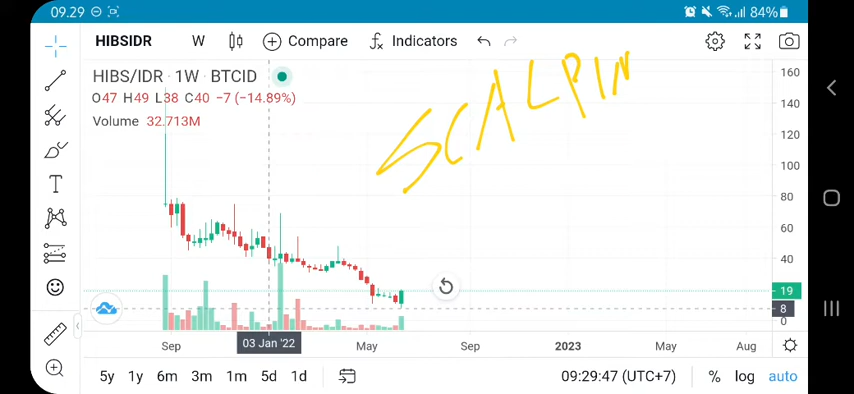 09.29 84%
HIBSIDR W Compare Indicators
HIBS/IDR · 1W · BTCID
O47 H49 L38 C40 −7 (−14.89%)
Volume 32.713M
SCALPIN
160
140
120
100
80
60
40
19
8
0
Sep 03 Jan '22 May Sep 2023 May Aug
5y 1y 6m 3m 1m 5d 1d 09:29:47 (UTC+7) % log auto